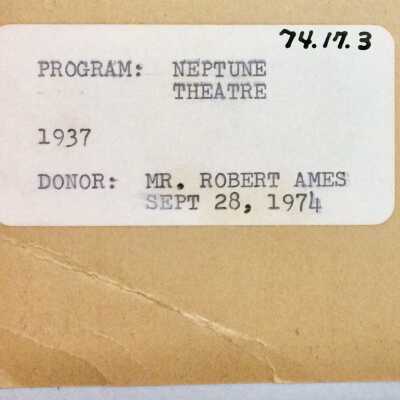 74.17.3
PROGRAM: NEPTUNE
THEATRE
1937
DONOR: MR. ROBERT AMES
SEPT 28, 1974